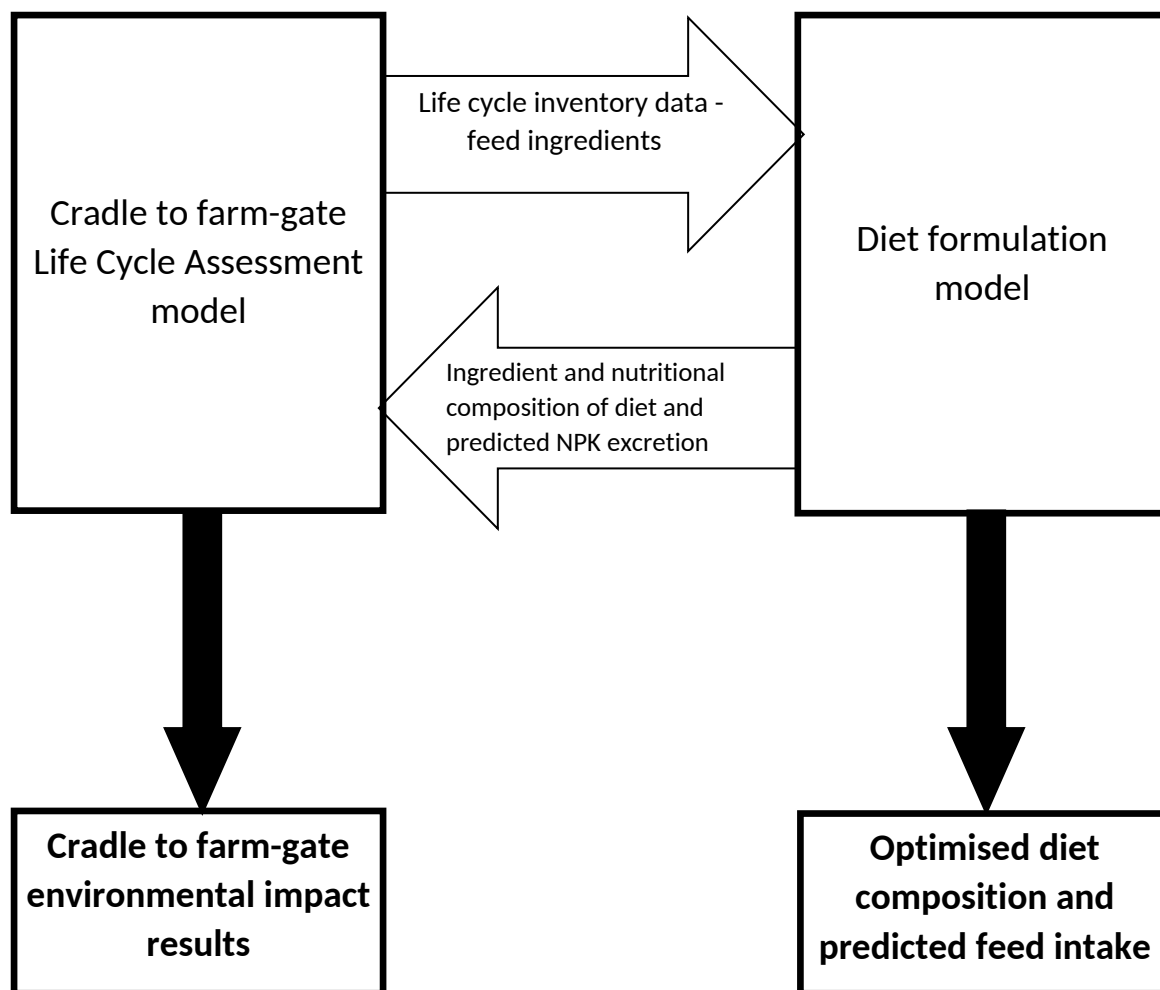 Life cycle inventory data -
feed ingredients
Cradle to farm-gate
Life Cycle Assessment
model
Diet formulation
model
Ingredient and nutritional
composition of diet and
predicted NPK excretion
Cradle to farm-gate
environmental impact
results
Optimised diet
composition and
predicted feed intake